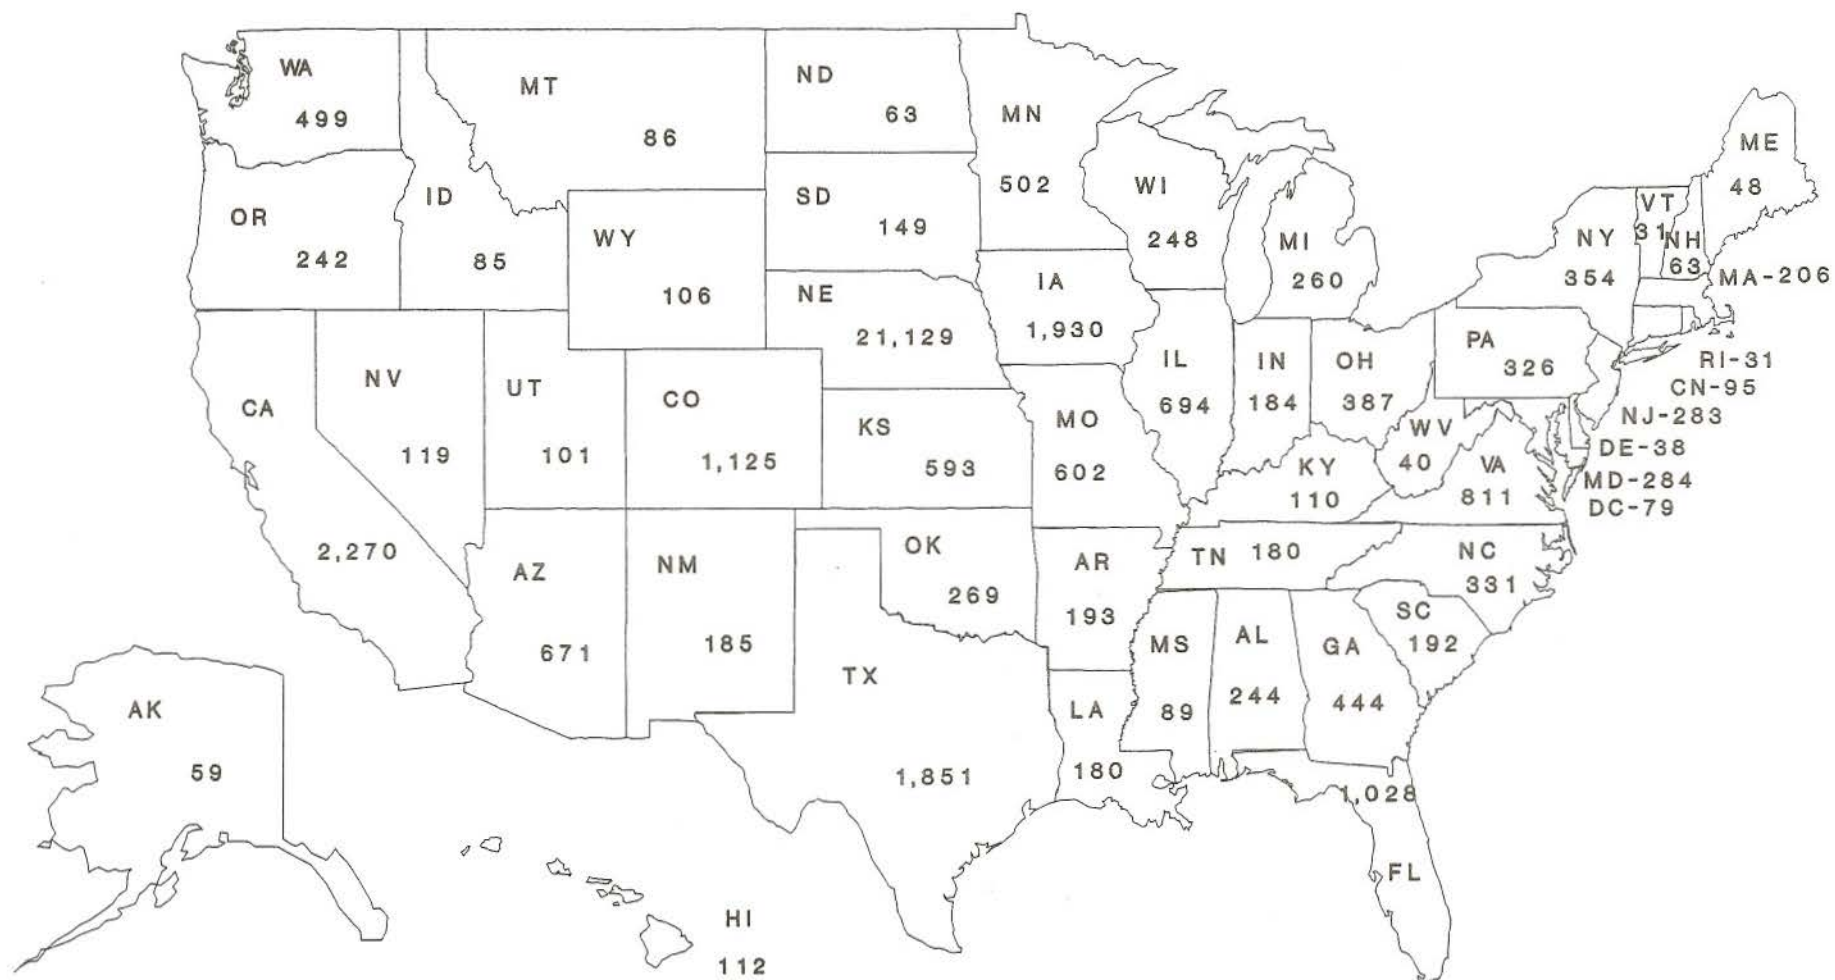 WA
499
MT
86
ND
63
MN
502
ME
48
OR
242
ID
85
WY
106
SD
149
WI
248
MI
260
NY
354
VT
31
NH
63
MA-206
NE
21,129
IA
1,930
IL
694
IN
184
OH
387
PA
326
RI-31
CN-95
NJ-283
DE-38
MD-284
DC-79
CA
2,270
NV
119
UT
101
CO
1,125
KS
593
MO
602
KY
110
WV
40
VA
811
AZ
671
NM
185
OK
269
AR
193
TN 180
NC
331
SC
192
TX
1,851
LA
180
MS
89
AL
244
GA
444
1,028
FL
AK
59
HI
112